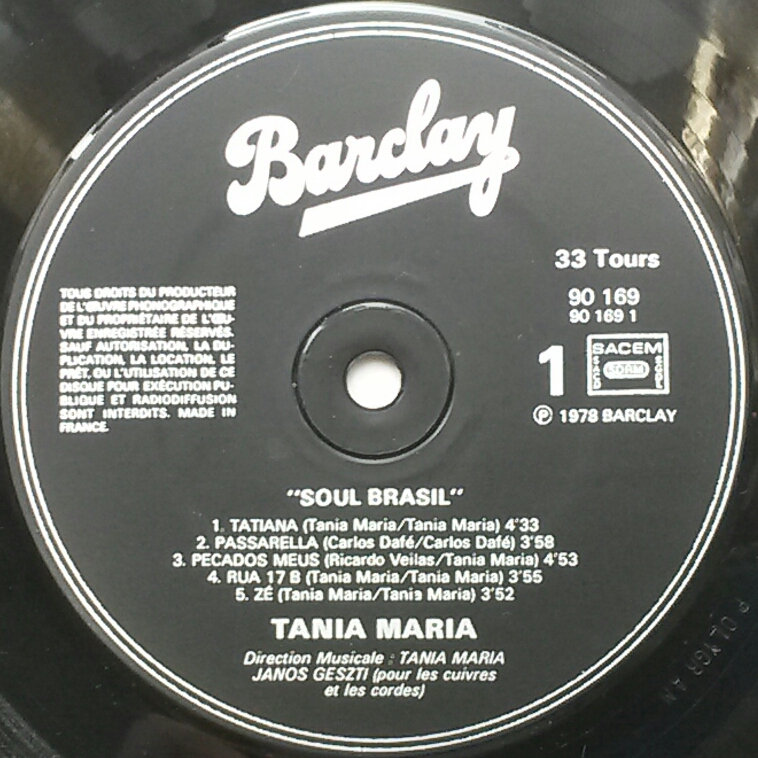 Barclay
33 Tours
90 169
90 169 1
1
SACEM
SACD
SDRM
SGDL
℗ 1978 BARCLAY
TOUS DROITS DU PRODUCTEUR
DE L'ŒUVRE PHONOGRAPHIQUE
ET DU PROPRIÉTAIRE DE L'ŒU-
VRE ENREGISTRÉE RÉSERVÉS.
SAUF AUTORISATION, LA DU-
PLICATION, LA LOCATION, LE
PRÊT, OU L'UTILISATION DE CE
DISQUE POUR EXÉCUTION PU-
BLIQUE ET RADIODIFFUSION
SONT INTERDITS. MADE IN
FRANCE.
"SOUL BRASIL"
1. TATIANA (Tania Maria/Tania Maria) 4'33
2. PASSARELLA (Carlos Dafé/Carlos Dafé) 3'58
3. PECADOS MEUS (Ricardo Veilas/Tania Maria) 4'53
4. RUA 17 B (Tania Maria/Tania Maria) 3'55
5. ZÉ (Tania Maria/Tania Maria) 3'52
TANIA MARIA
Direction Musicale : TANIA MARIA
JANOS GESZTI (pour les cuivres
et les cordes)
POLYGRAM